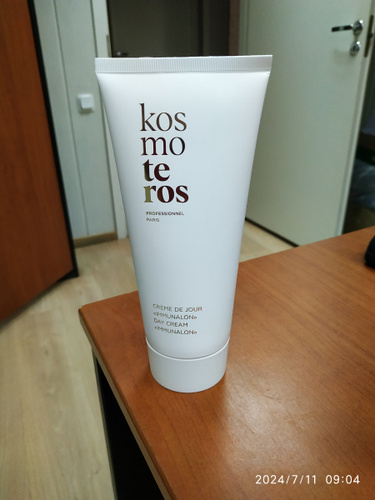 kos
mo
te
ros
PROFESSIONNEL
PARIS
CRÈME DE JOUR
«IMMUNALON»
DAY CREAM
«IMMUNALON»
2024/7/11 09:04